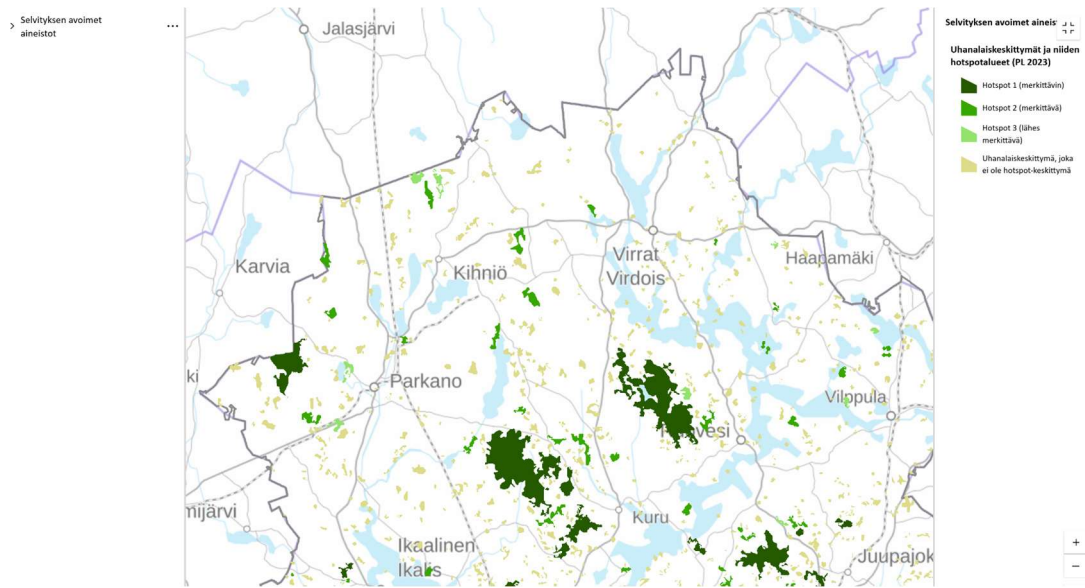 Selvityksen avoimet
aineistot
Jalasjärvi
Karvia
Kihniö
Virrat
Virdois
Haapamäki
ki
Parkano
Vilppula
vesi
mijärvi
Kuru
Ikaalinen
Ikalis
Juupajok
Selvityksen avoimet aineis
Uhanalaiskeskittymät ja niiden
hotspotalueet (PL 2023)
Hotspot 1 (merkittävin)
Hotspot 2 (merkittävä)
Hotspot 3 (lähes
merkittävä)
Uhanalaiskeskittymä, joka
ei ole hotspot-keskittymä
+
−